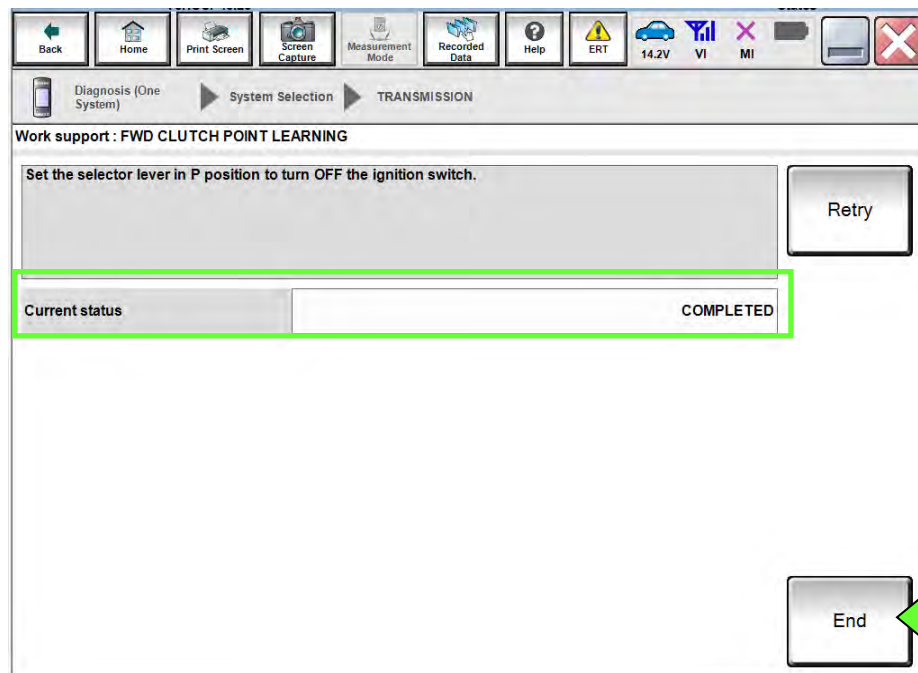 Back
Home
Print Screen
Screen
Capture
Measurement
Mode
Recorded
Data
Help
ERT
14.2V
VI
MI
Diagnosis (One
System)
System Selection
TRANSMISSION
Work support : FWD CLUTCH POINT LEARNING
Set the selector lever in P position to turn OFF the ignition switch.
Retry
Current status
COMPLETED
End